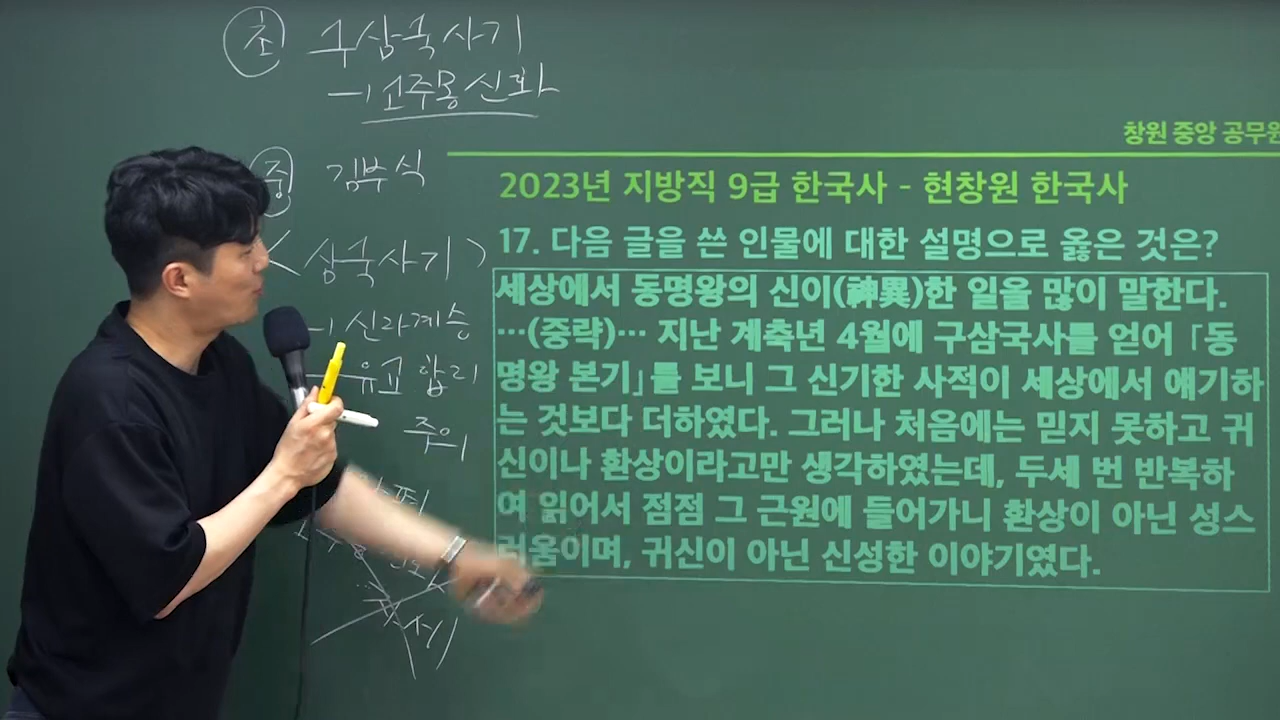 초 구삼국사기
ㄱ고주몽 신화
중 김부식
<삼국사기>
ㄱ신라계승
유교 합리
주의
창원 중앙 공무원
2023년 지방직 9급 한국사 - 현창원 한국사
17. 다음 글을 쓴 인물에 대한 설명으로 옳은 것은?
세상에서 동명왕의 신이(神異)한 일을 많이 말한다.
…(중략)… 지난 계축년 4월에 구삼국사를 얻어 「동
명왕 본기」를 보니 그 신기한 사적이 세상에서 얘기하
는 것보다 더하였다. 그러나 처음에는 믿지 못하고 귀
신이나 환상이라고만 생각하였는데, 두세 번 반복하
여 읽어서 점점 그 근원에 들어가니 환상이 아닌 성스
러움이며, 귀신이 아닌 신성한 이야기였다.